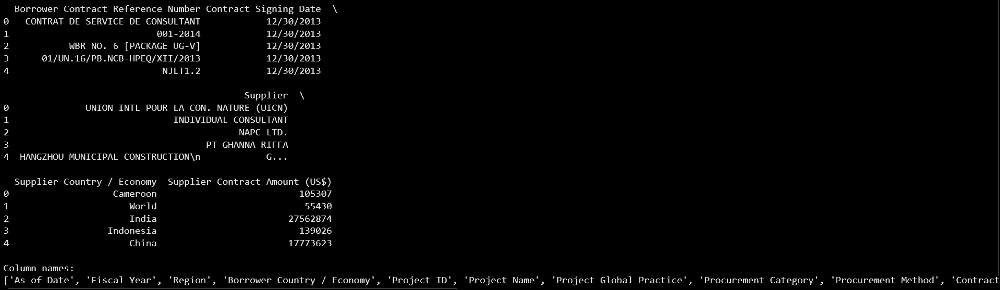 Borrower Contract Reference Number Contract Signing Date \
0 CONTRAT DE SERVICE DE CONSULTANT 12/30/2013
1 001-2014 12/30/2013
2 WBR NO. 6 [PACKAGE UG-V] 12/30/2013
3 01/UN.16/PB.NCB-HPEQ/XII/2013 12/30/2013
4 NJLT1.2 12/30/2013
Supplier \
0 UNION INTL POUR LA CON. NATURE (UICN)
1 INDIVIDUAL CONSULTANT
2 NAPC LTD.
3 PT GHANNA RIFFA
4 HANGZHOU MUNICIPAL CONSTRUCTION\n G...
Supplier Country / Economy Supplier Contract Amount (US$)
0 Cameroon 105307
1 World 55430
2 India 27562874
3 Indonesia 139026
4 China 17773623
Column names:
['As of Date', 'Fiscal Year', 'Region', 'Borrower Country / Economy', 'Project ID', 'Project Name', 'Project Global Practice', 'Procurement Category', 'Procurement Method', 'Contract